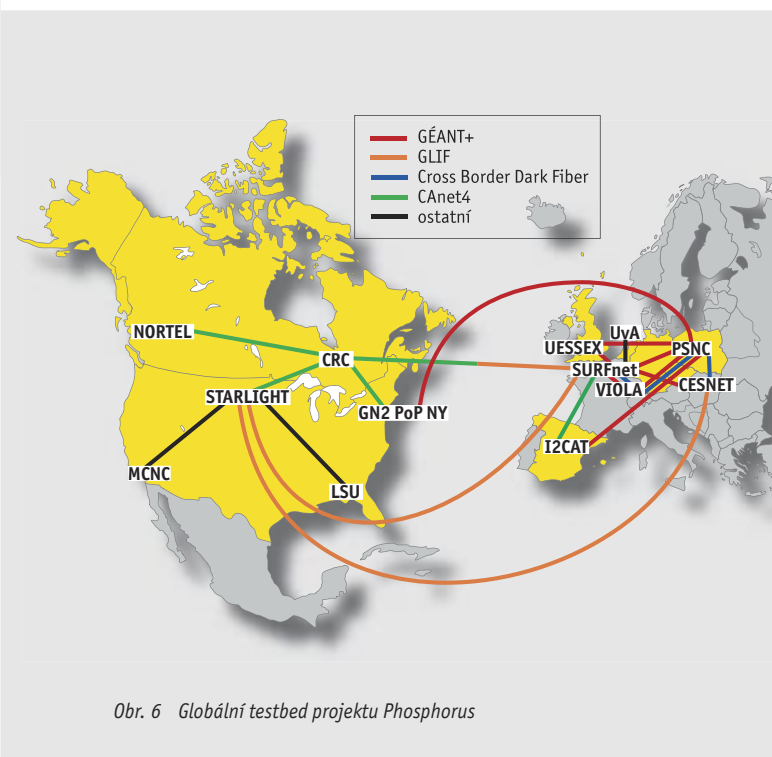 GÉANT+
GLIF
Cross Border Dark Fiber
CAnet4
ostatní
NORTEL
CRC
STARLIGHT
GN2 PoP NY
MCNC
LSU
UvA
UESSEX
PSNC
SURFnet
VIOLA
CESNET
I2CAT
Obr. 6 Globální testbed projektu Phosphorus